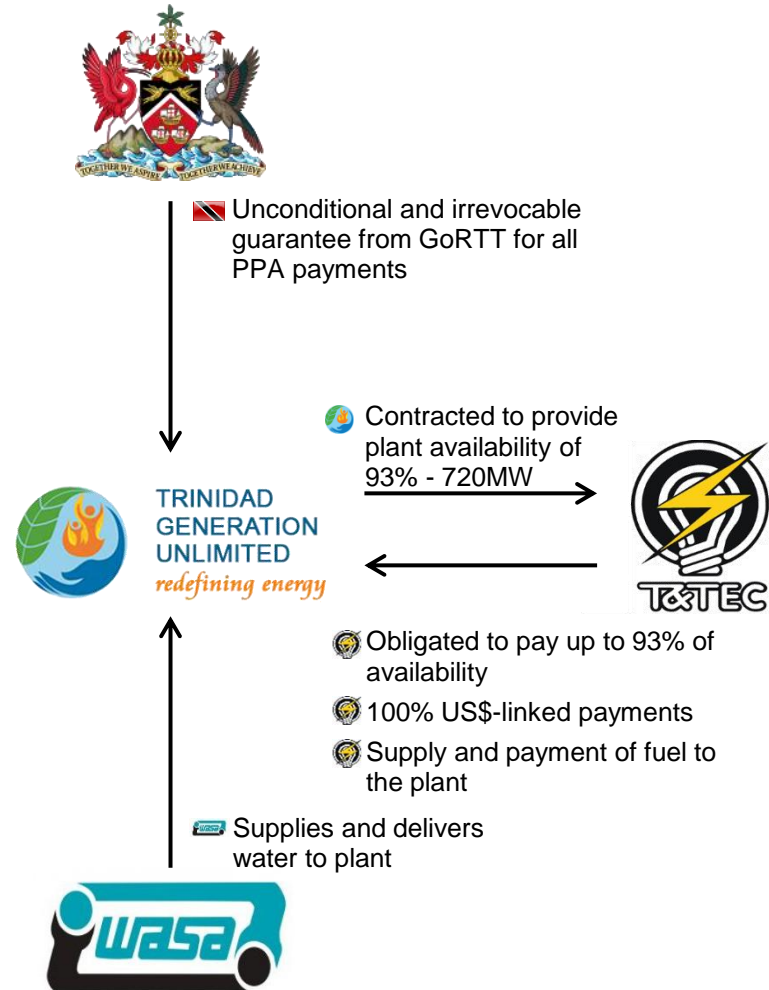 TOGETHER WE ASPIRE TOGETHER WE ACHIEVE
Unconditional and irrevocable
guarantee from GoRTT for all
PPA payments
Contracted to provide
plant availability of
93% - 720MW
TRINIDAD
GENERATION
UNLIMITED
redefining energy
T&TEC
Obligated to pay up to 93% of
availability
100% US$-linked payments
Supply and payment of fuel to
the plant
wasa Supplies and delivers
water to plant
wasa